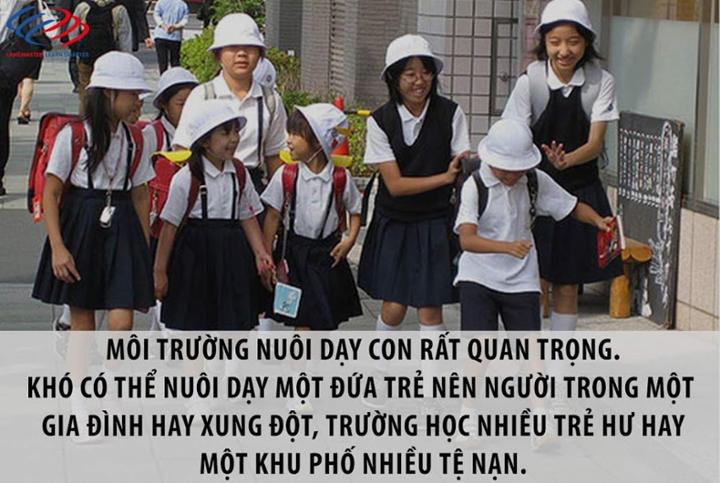 MÔI TRƯỜNG NUÔI DẠY CON RẤT QUAN TRỌNG.
KHÓ CÓ THỂ NUÔI DẠY MỘT ĐỨA TRẺ NÊN NGƯỜI TRONG MỘT
GIA ĐÌNH HAY XUNG ĐỘT, TRƯỜNG HỌC NHIỀU TRẺ HƯ HAY
MỘT KHU PHỐ NHIỀU TỆ NẠN.